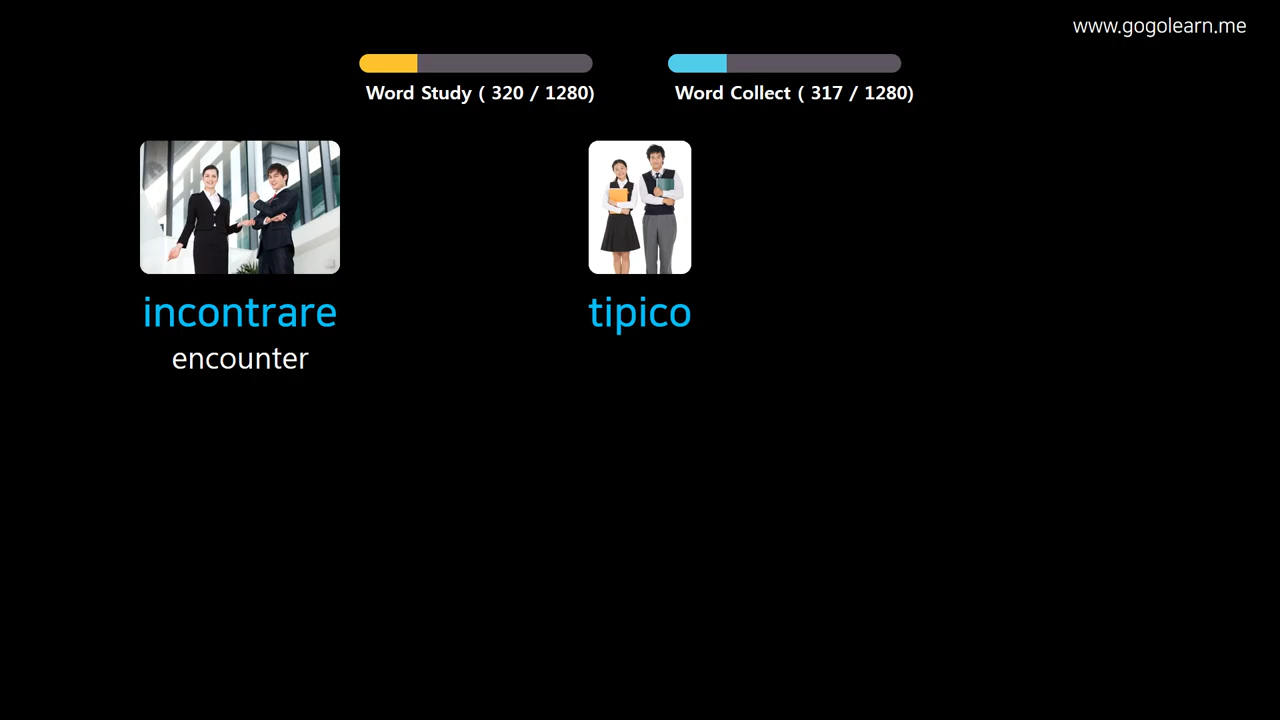 www.gogolearn.me
Word Study ( 320 / 1280)
Word Collect ( 317 / 1280)
incontrare
tipico
encounter